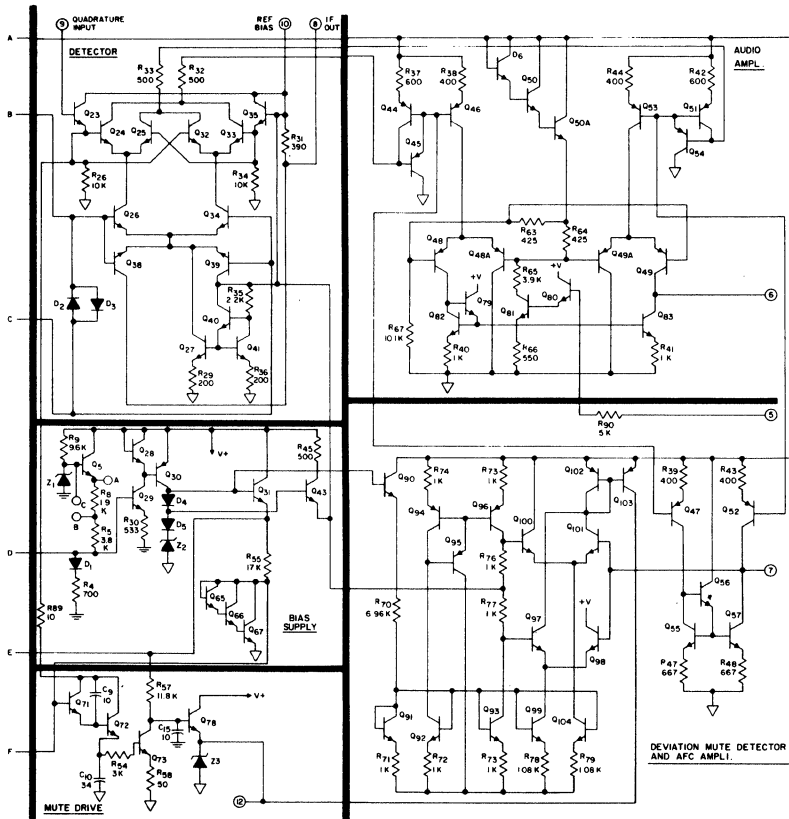 9 QUADRATURE INPUT
REF BIAS 10
8 IF OUT
A
DETECTOR
AUDIO AMPL.
R33 500
R32 500
R37 600
R38 400
D6
Q50
R44 400
R42 600
Q23
Q35
Q44
Q46
Q53
Q51
B
Q24
Q25
Q32
Q33
R31 390
Q45
Q50A
Q54
R26 10K
R34 10K
Q26
Q34
R63 425
R64 425
Q38
Q39
Q48
Q48A
Q49A
Q49
R65 3.9K
+V
+V
D2
D3
R35 2.2K
Q79
Q81
Q80
6
C
Q40
Q82
Q83
Q27
Q41
R67 10.1K
R40 1K
R66 550
R41 1K
R29 200
R36 200
R90 5K
5
R9 9.6K
Q28
V+
R45 500
Q5
A
Q30
Q90
R74 1K
R73 1K
Q102
R39 400
R43 400
Z1
C
R8 1.9K
Q29
D4
Q31
Q43
Q103
Q47
Q52
B
R5 3.8K
R30 533
D5
Z2
Q94
Q96
Q100
Q101
D
Q95
R76 1K
7
D1
R55 17K
R4 700
R70 6.96K
R77 1K
+V
Q56
R89 10
Q65
Q66
Q67
BIAS SUPPLY
Q97
Q98
Q55
Q57
E
R57 11.8K
R47 667
R48 667
C9 10
V+
Q71
Q72
Q78
Q91
Q92
Q93
Q99
Q104
C15 10
F
R54 3K
Q73
Z3
R71 1K
R72 1K
R73 1K
R78 1.08K
R79 1.08K
DEVIATION MUTE DETECTOR AND AFC AMPLI.
C10 34
R58 50
12
MUTE DRIVE